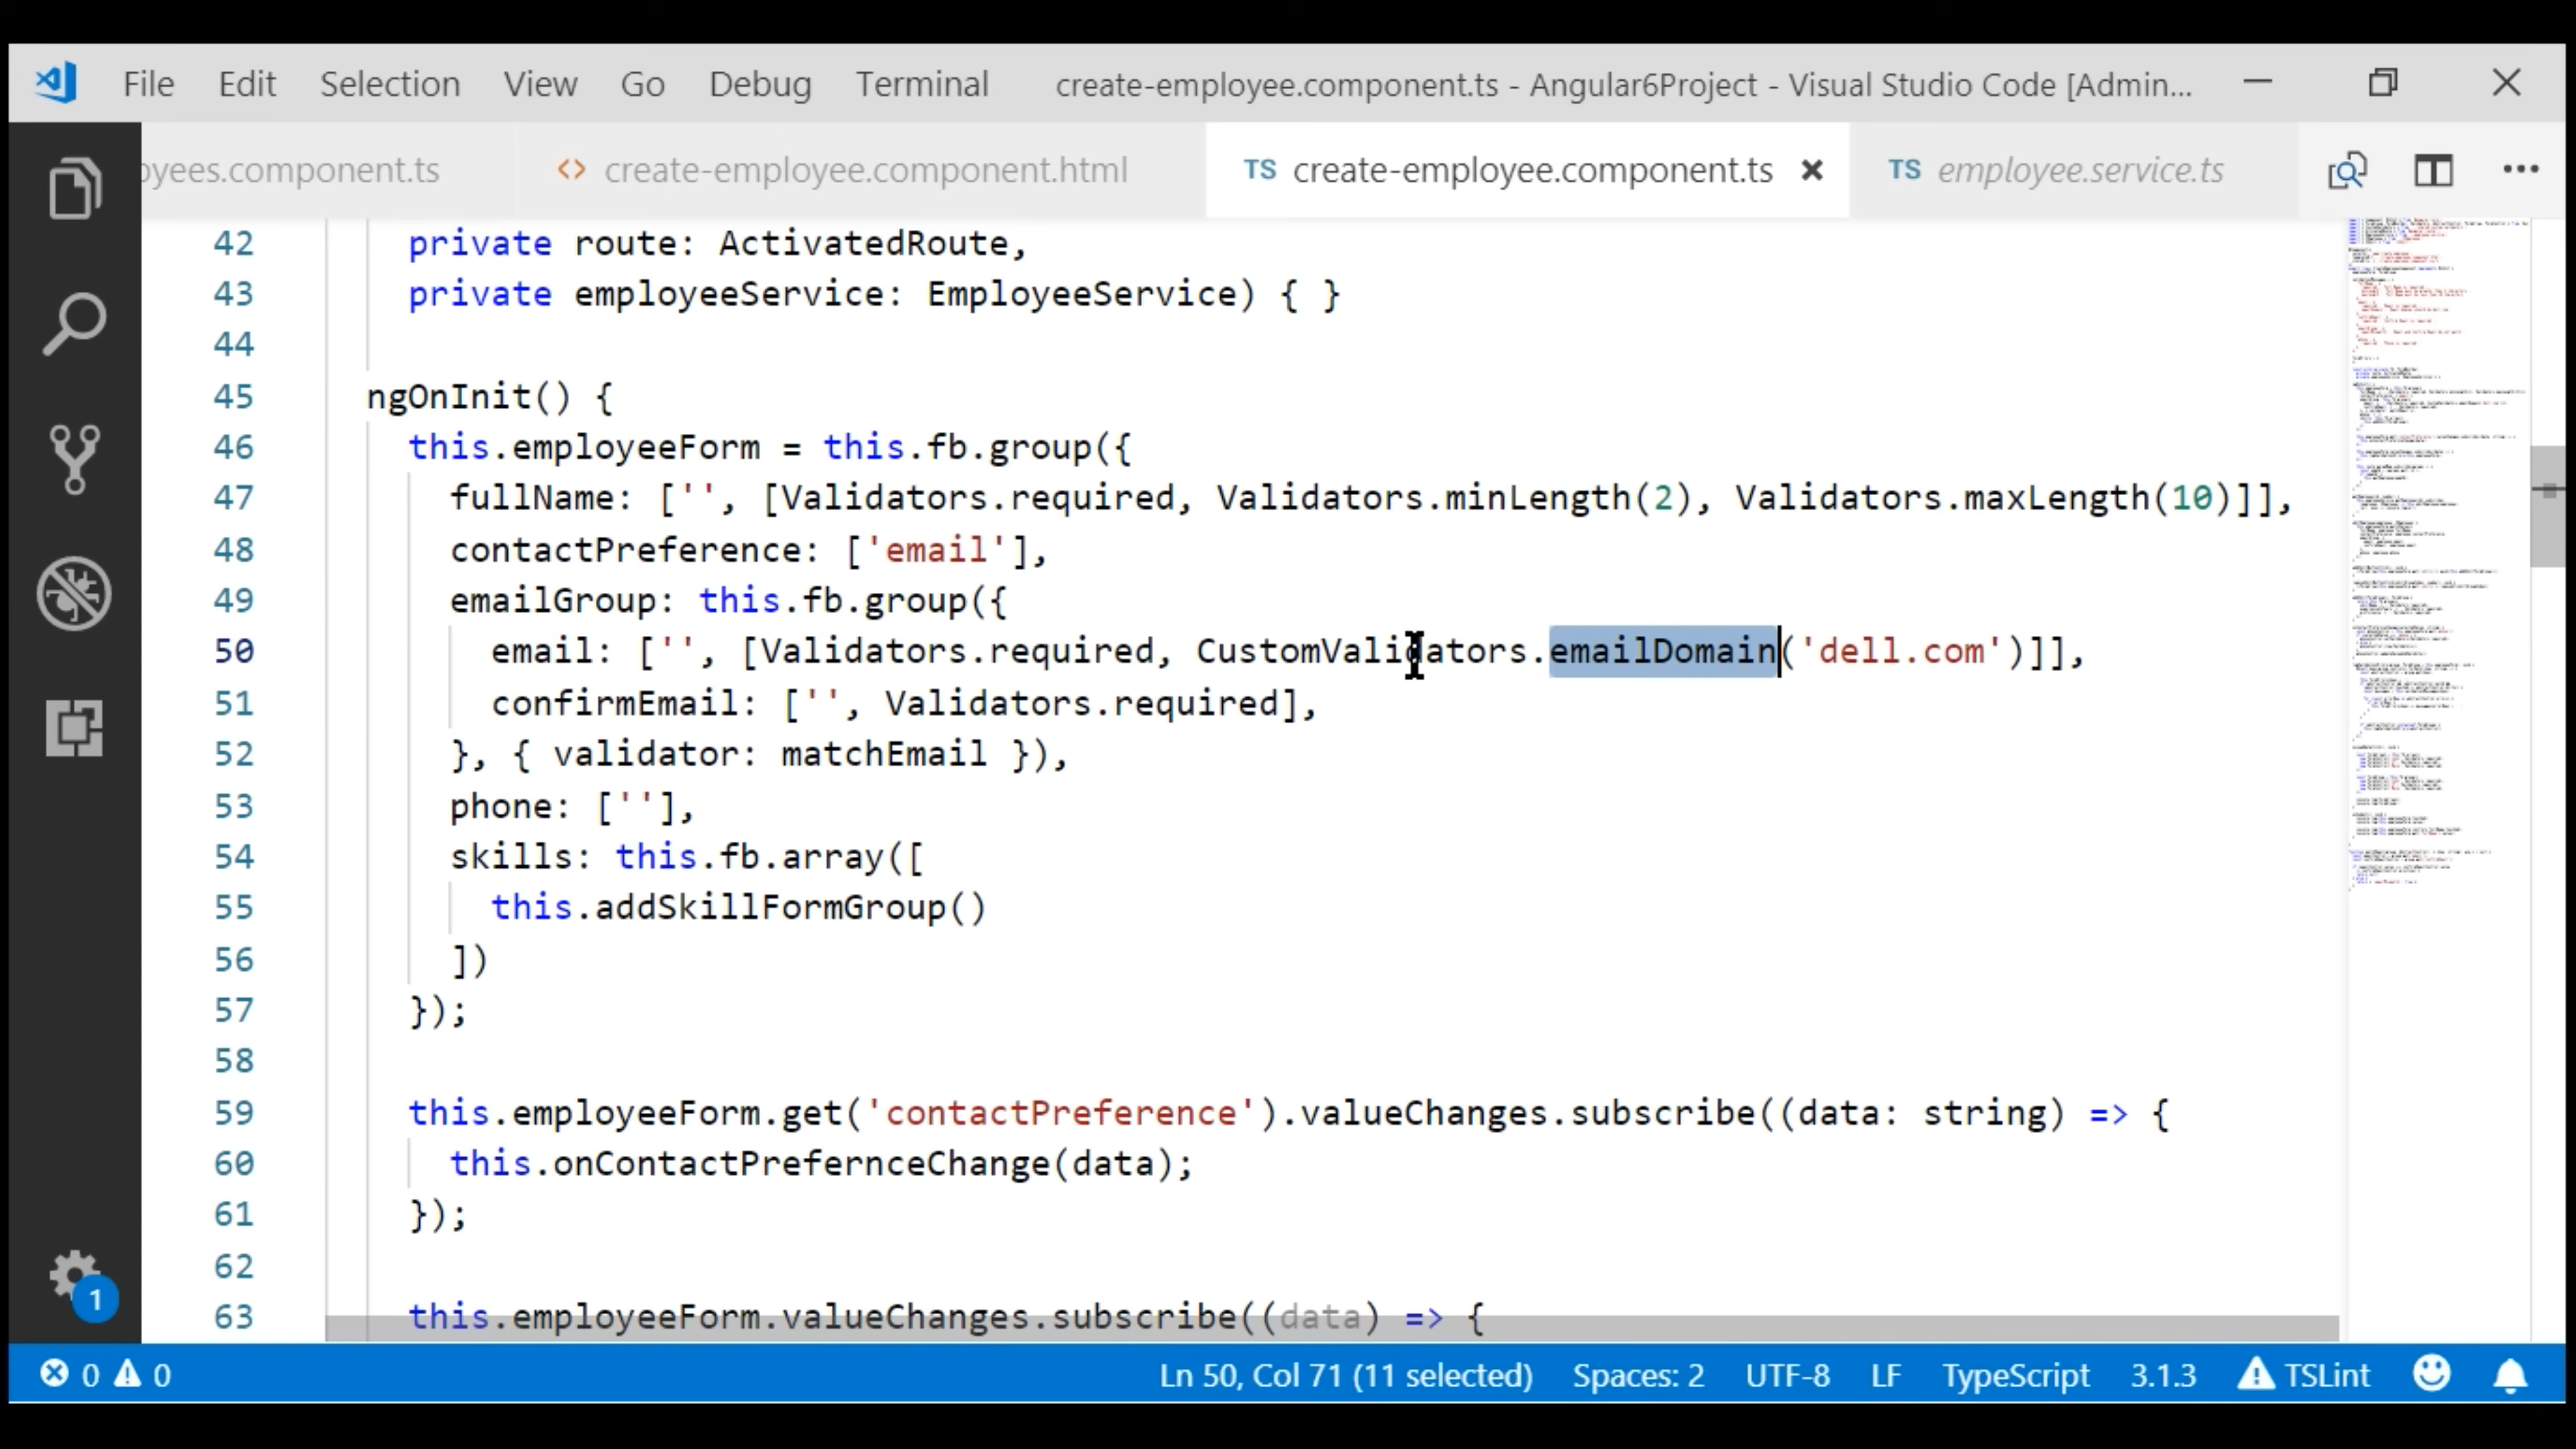 File Edit Selection View Go Debug Terminal create-employee.component.ts - Angular6Project - Visual Studio Code [Admin...
oyees.component.ts <> create-employee.component.html TS create-employee.component.ts TS employee.service.ts
42 private route: ActivatedRoute,
43 private employeeService: EmployeeService) { }
44
45 ngOnInit() {
46 this.employeeForm = this.fb.group({
47 fullName: ['', [Validators.required, Validators.minLength(2), Validators.maxLength(10)]],
48 contactPreference: ['email'],
49 emailGroup: this.fb.group({
50 email: ['', [Validators.required, CustomValidators.emailDomain('dell.com')]],
51 confirmEmail: ['', Validators.required],
52 }, { validator: matchEmail }),
53 phone: [''],
54 skills: this.fb.array([
55 this.addSkillFormGroup()
56 ])
57 });
58
59 this.employeeForm.get('contactPreference').valueChanges.subscribe((data: string) => {
60 this.onContactPrefernceChange(data);
61 });
62
63 this.employeeForm.valueChanges.subscribe((data) => {
1
0 0 Ln 50, Col 71 (11 selected) Spaces: 2 UTF-8 LF TypeScript 3.1.3 TSLint